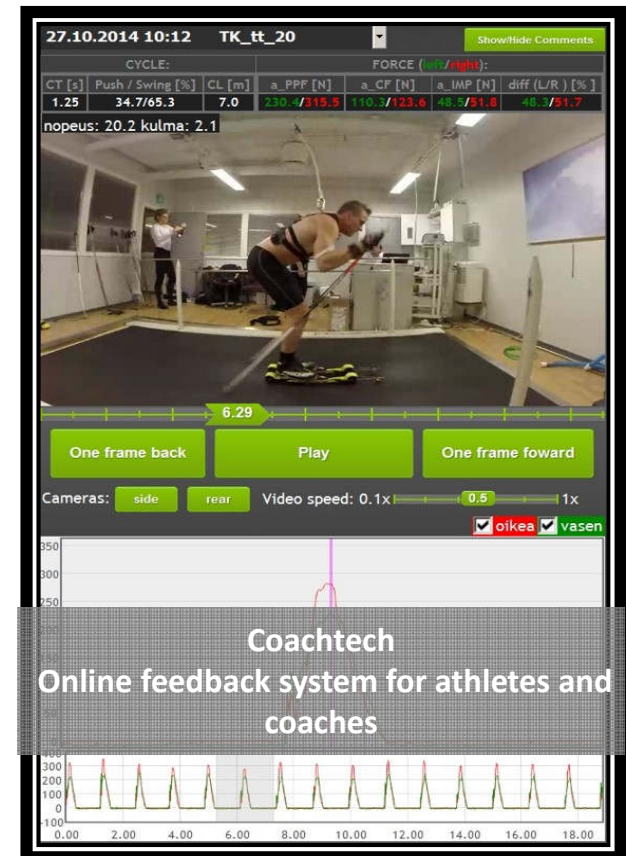 27.10.2014 10:12 TK_tt_20 Show/Hide Comments
CYCLE: FORCE (left/right):
CT [s] Push / Swing [%] CL [m] a_PPF [N] a_CF [N] a_IMP [N] diff (L/R ) [% ]
1.25 34.7/65.3 7.0 230.4/315.5 110.3/123.6 48.5/51.8 48.3/51.7
nopeus: 20.2 kulma: 2.1
6.29
One frame back Play One frame foward
Cameras: side rear Video speed: 0.1x 0.5 1x
oikea vasen
350
300
250
Coachtech
Online feedback system for athletes and
coaches
400
300
200
100
0
-100
0.00 2.00 4.00 6.00 8.00 10.00 12.00 14.00 16.00 18.00